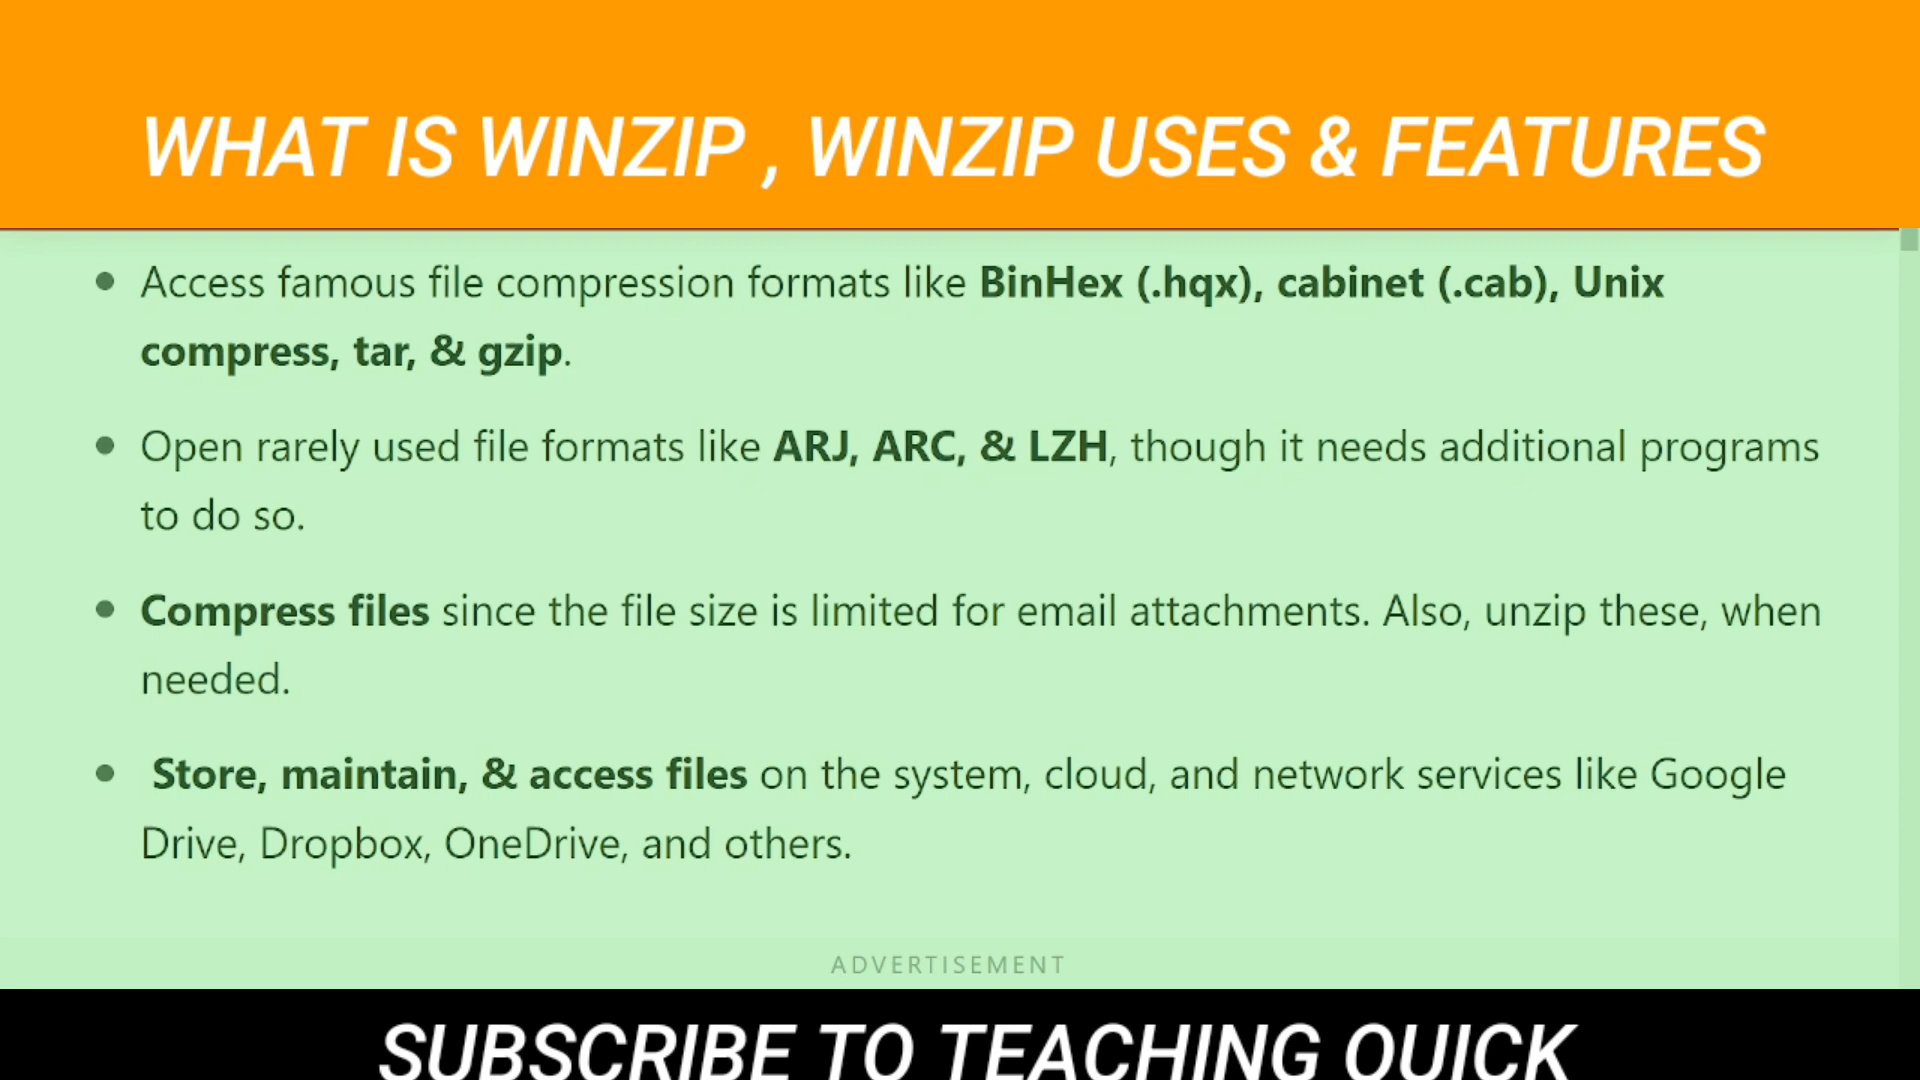 WHAT IS WINZIP , WINZIP USES & FEATURES
• Access famous file compression formats like BinHex (.hqx), cabinet (.cab), Unix
compress, tar, & gzip.
• Open rarely used file formats like ARJ, ARC, & LZH, though it needs additional programs
to do so.
• Compress files since the file size is limited for email attachments. Also, unzip these, when
needed.
• Store, maintain, & access files on the system, cloud, and network services like Google
Drive, Dropbox, OneDrive, and others.
ADVERTISEMENT
SUBSCRIBE TO TEACHING QUICK